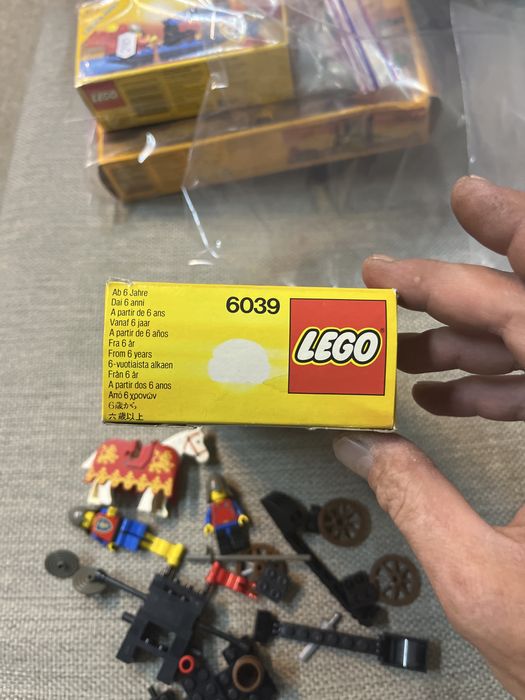 LEGO
Ab 6 Jahre
Dai 6 anni
A partir de 6 ans
Vanaf 6 jaar
A partir de 6 años
Fra 6 år
From 6 years
6-vuotiaista alkaen
Från 6 år
A partir dos 6 anos
Από 6 χρονών
6歳から
六歲以上
6039
LEGO